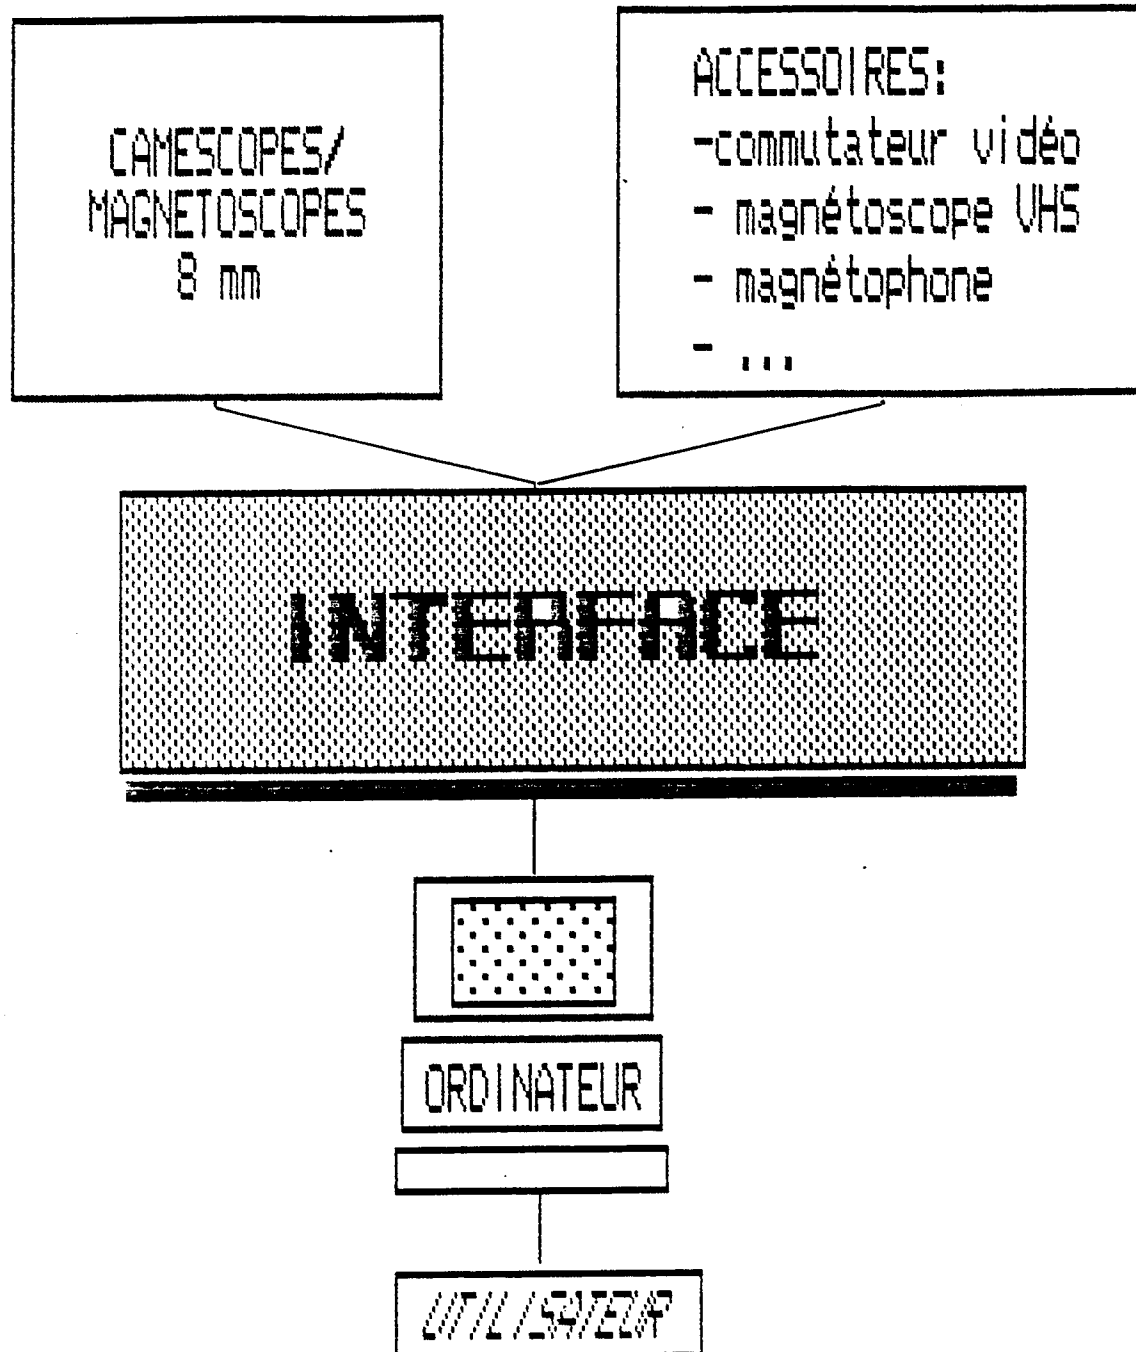 CAMESCOPES/
MAGNETOSCOPES
8 mm
ACCESSOIRES:
-commutateur vidéo
- magnétoscope VHS
- magnétophone
- ...
INTERFACE
ORDINATEUR
UTILISATEUR